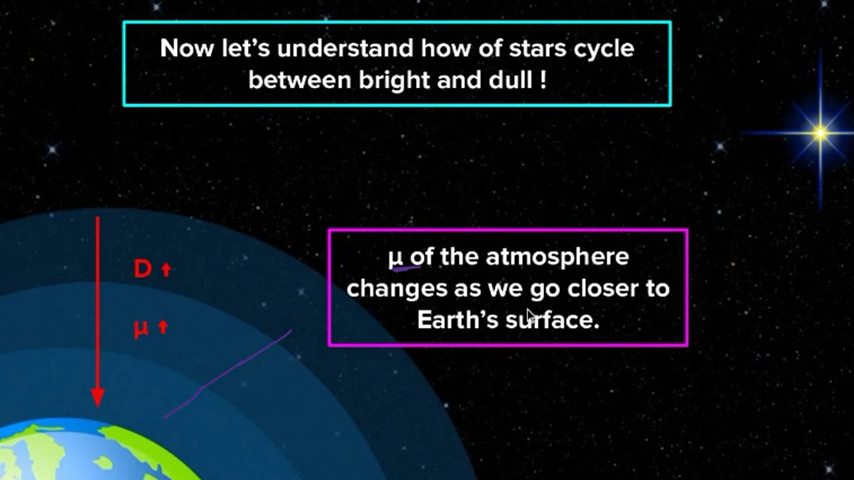 Now let's understand how of stars cycle
between bright and dull !
μ of the atmosphere
changes as we go closer to
Earth's surface.
D ↑
μ ↑